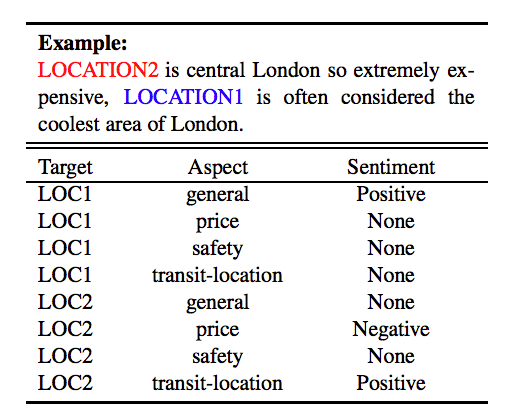 Example:
LOCATION2 is central London so extremely ex-
pensive, LOCATION1 is often considered the
coolest area of London.
Target Aspect Sentiment
LOC1 general Positive
LOC1 price None
LOC1 safety None
LOC1 transit-location None
LOC2 general None
LOC2 price Negative
LOC2 safety None
LOC2 transit-location Positive